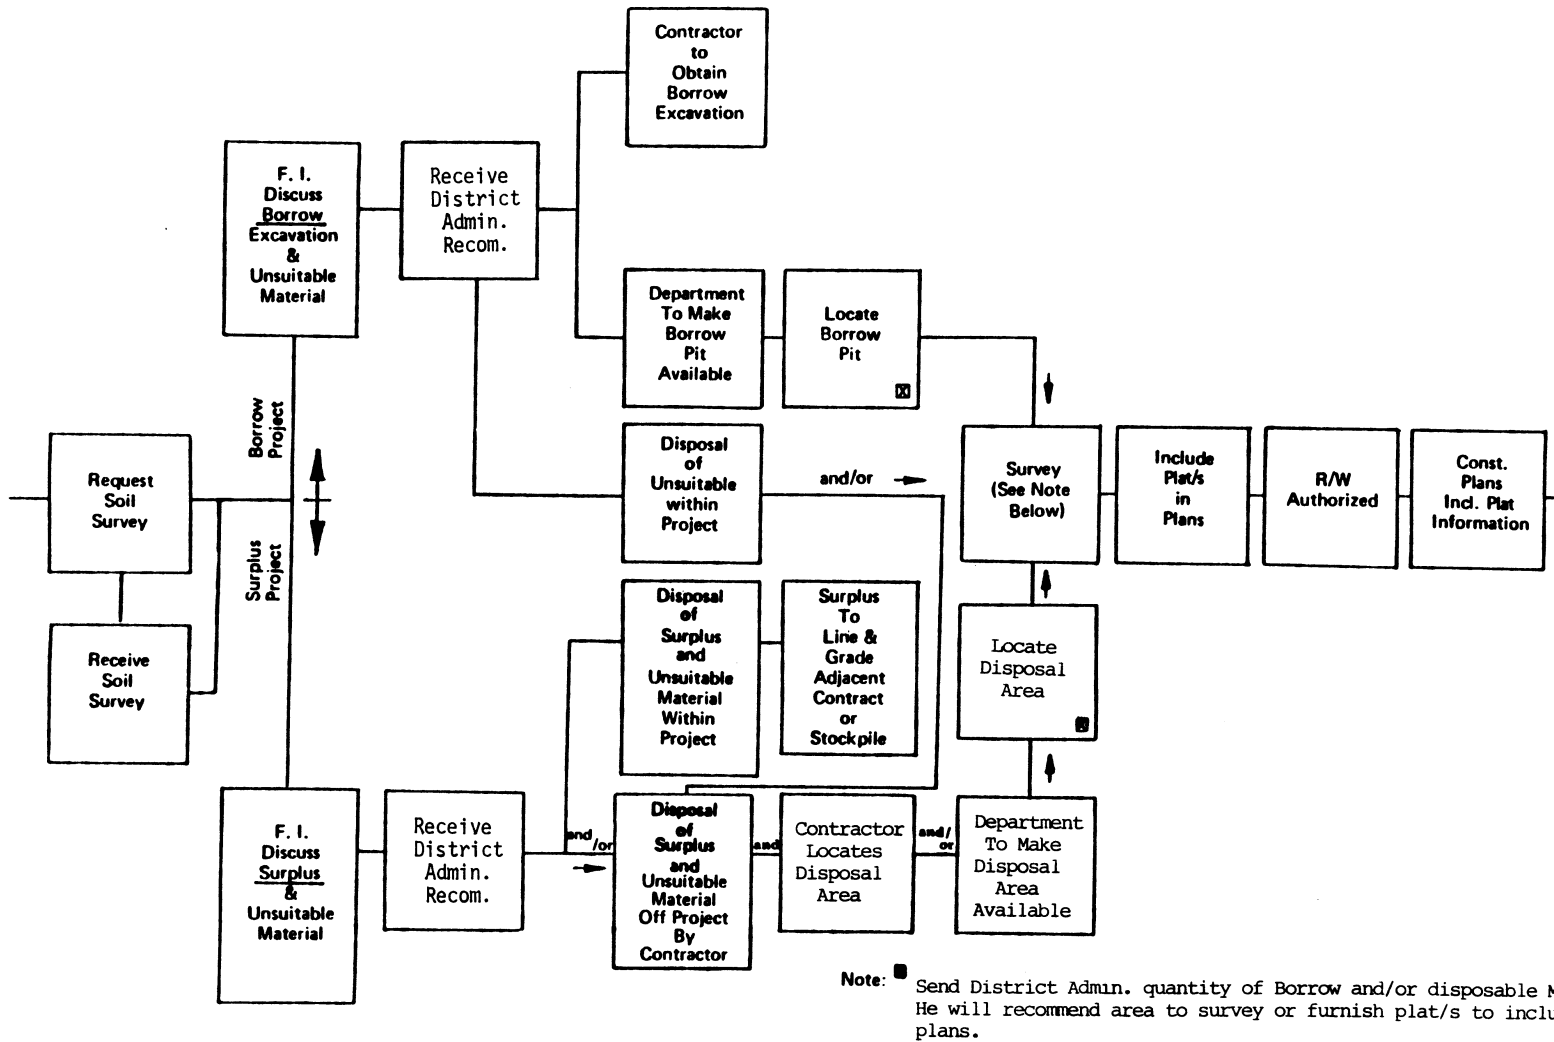 Contractor
to
Obtain
Borrow
Excavation
F. I.
Discuss
Borrow
Excavation
&
Unsuitable
Material
Receive
District
Admin.
Recom.
Department
To Make
Borrow
Pit
Available
Locate
Borrow
Pit
X
Borrow
Project
Surplus
Project
Request
Soil
Survey
Receive
Soil
Survey
Disposal
of
Unsuitable
within
Project
and/or
Survey
(See Note
Below)
Include
Plat/s
in
Plans
R/W
Authorized
Const.
Plans
Incl. Plat
Information
Disposal
of
Surplus
and
Unsuitable
Material
Within
Project
Surplus
To
Line &
Grade
Adjacent
Contract
or
Stockpile
Locate
Disposal
Area
F. I.
Discuss
Surplus
&
Unsuitable
Material
Receive
District
Admin.
Recom.
and
/or
Disposal
of
Surplus
and
Unsuitable
Material
Off Project
By
Contractor
and
Contractor
Locates
Disposal
Area
and/
or
Department
To Make
Disposal
Area
Available
Note:
Send District Admin. quantity of Borrow and/or disposable
He will recommend area to survey or furnish plat/s to
plans.